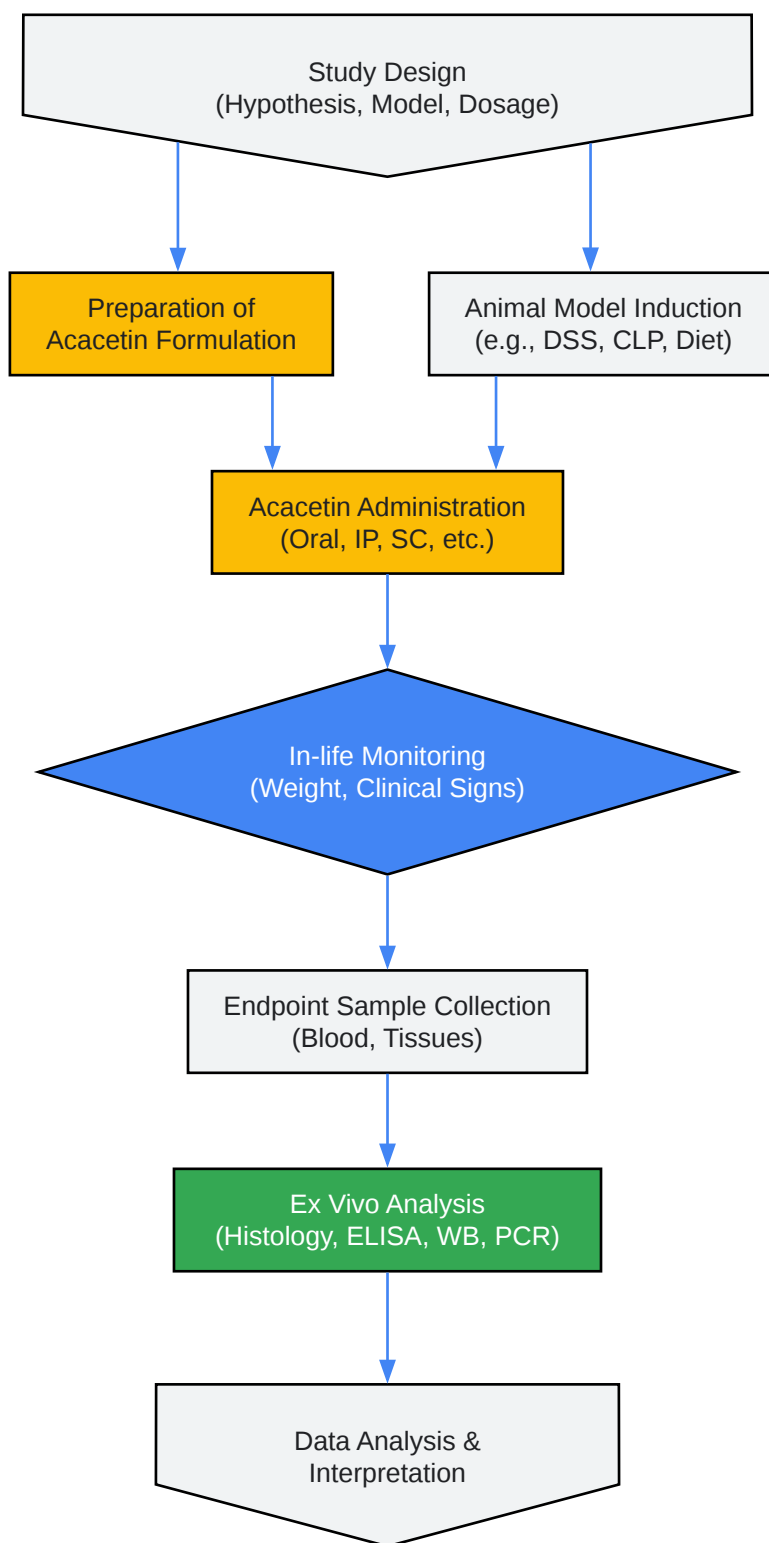 Study Design
(Hypothesis, Model, Dosage)
Preparation of
Acacetin Formulation
Animal Model Induction
(e.g., DSS, CLP, Diet)
Acacetin Administration
(Oral, IP, SC, etc.)
In-life Monitoring
(Weight, Clinical Signs)
Endpoint Sample Collection
(Blood, Tissues)
Ex Vivo Analysis
(Histology, ELISA, WB, PCR)
Data Analysis &
Interpretation